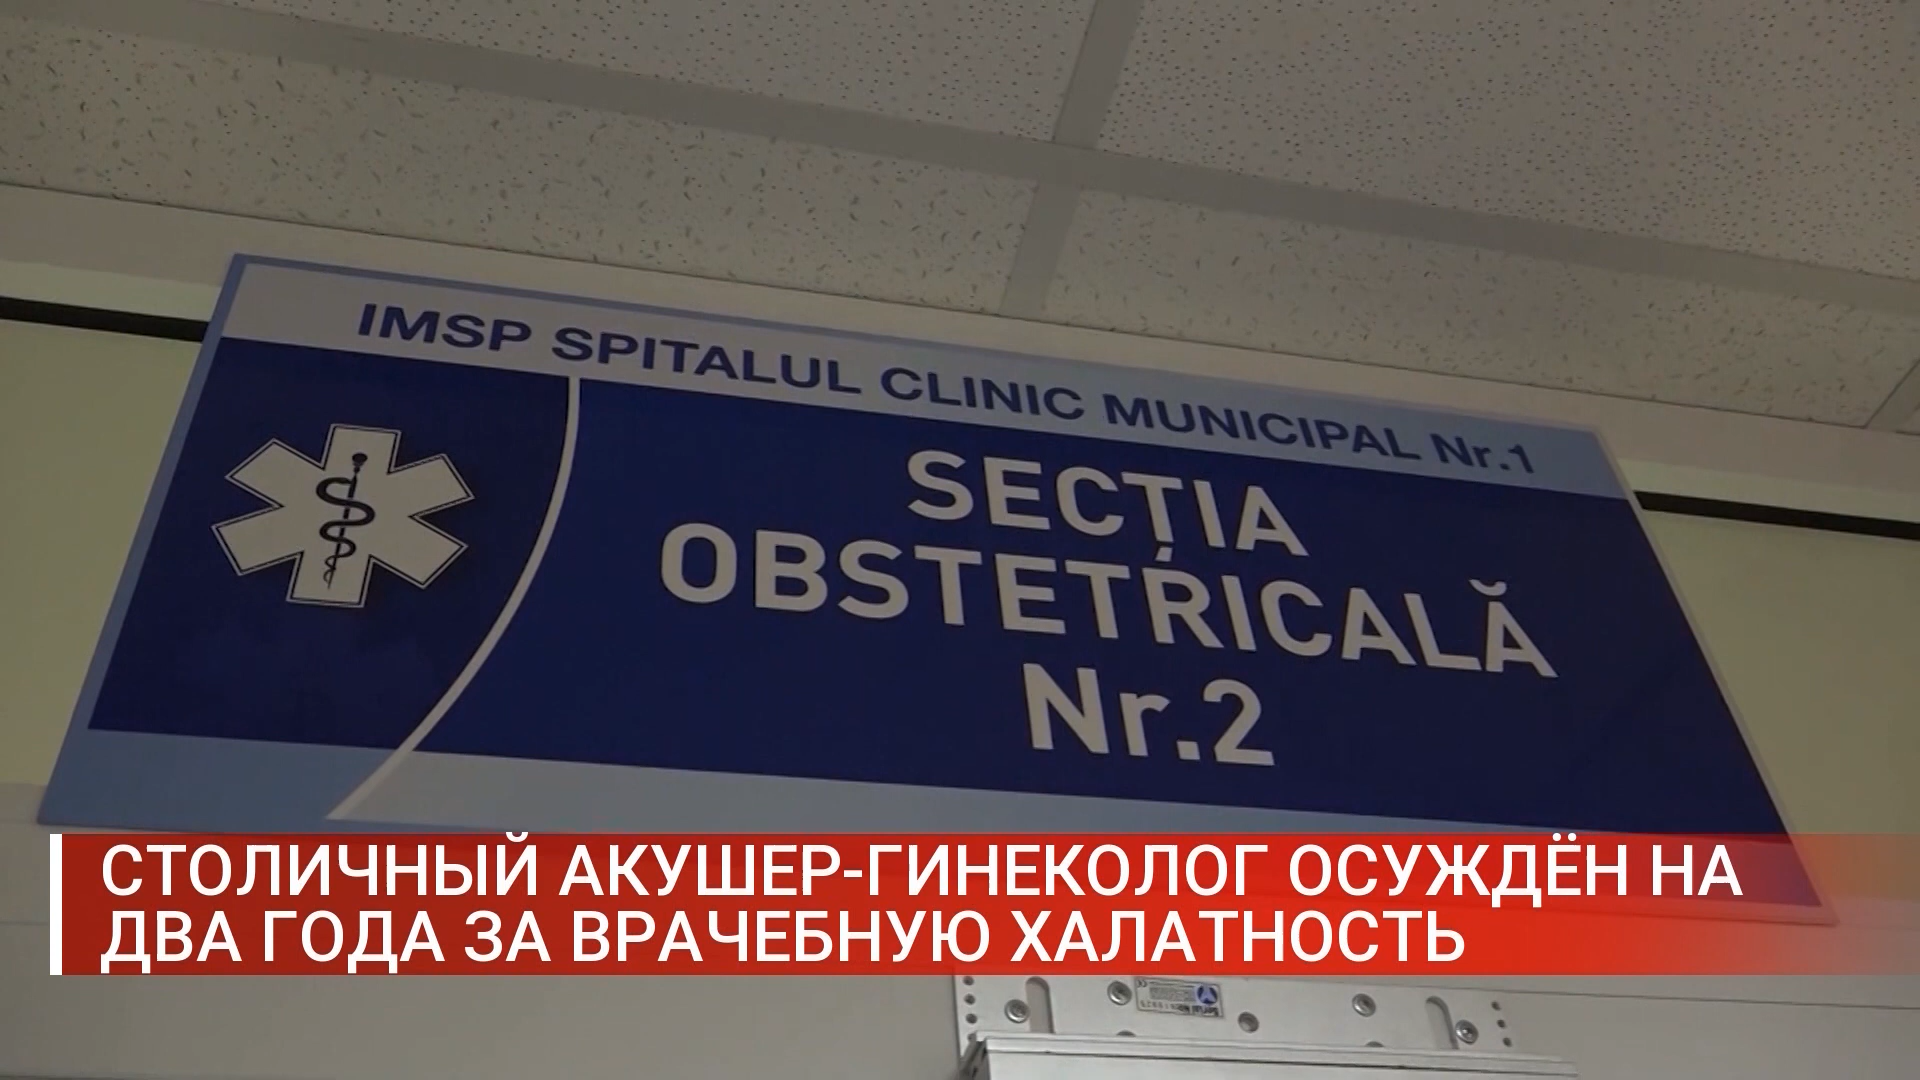 IMSP SPITALUL CLINIC MUNICIPAL Nr.1
SECȚIA
OBSTETRICALĂ
Nr.2
СТОЛИЧНЫЙ АКУШЕР-ГИНЕКОЛОГ ОСУЖДЁН НА
ДВА ГОДА ЗА ВРАЧЕБНУЮ ХАЛАТНОСТЬ